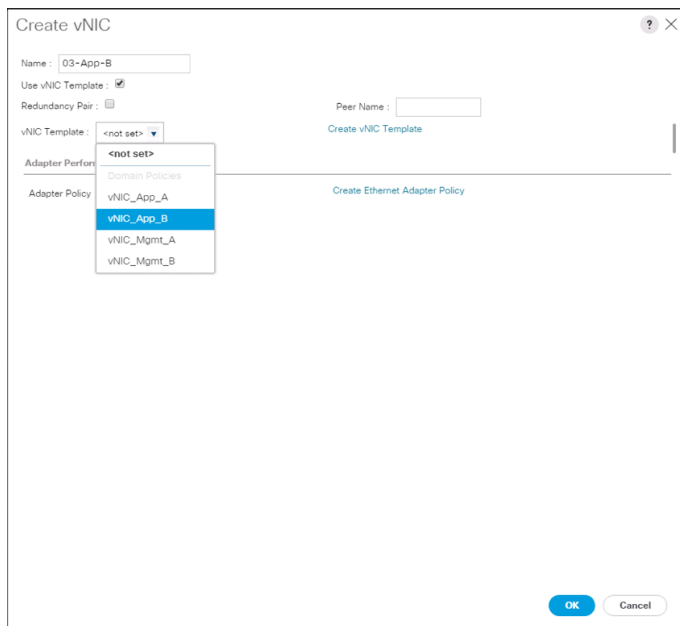 Create vNIC
?
Name : 03-App-B
Use vNIC Template :
Redundancy Pair : Peer Name :
vNIC Template : <not set> Create vNIC Template
<not set>
Adapter Perfor
Domain Policies
Adapter Policy Create Ethernet Adapter Policy
vNIC_App_A
vNIC_App_B
vNIC_Mgmt_A
vNIC_Mgmt_B
OK Cancel